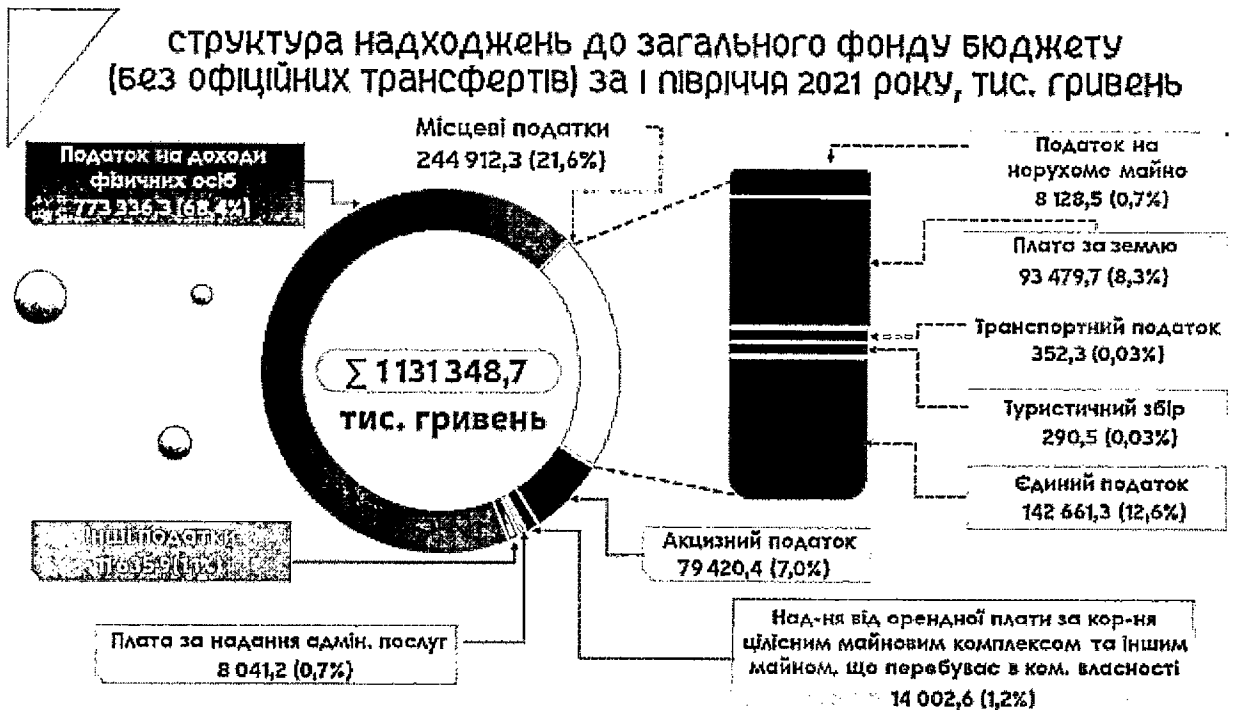 СТРУКТУРА НАДХОДЖЕНЬ ДО ЗАГАЛЬНОГО ФОНДУ БЮДЖЕТУ
(БЕЗ ОФІЦІЙНИХ ТРАНСФЕРТІВ) ЗА І ПІВРІЧЧЯ 2021 РОКУ, ТИС. ГРИВЕНЬ
Місцеві податки
244 912,3 (21,6%)
Податок на доходи
фізичних осіб
773 336,3 (68,4%)
Податок на
нерухоме майно
8 128,5 (0,7%)
Плата за землю
93 479,7 (8,3%)
Транспортний податок
352,3 (0,03%)
Туристичний збір
290,5 (0,03%)
Єдиний податок
142 661,3 (12,6%)
∑ 1 131 348,7
тис. гривень
Інші податки
11 635,9 (1,1%)
Акцизний податок
79 420,4 (7,0%)
Плата за надання адмін. послуг
8 041,2 (0,7%)
Над-ня від орендної плати за кор-ня
цілісним майновим комплексом та іншим
майном, що перебуває в ком. власності
14 002,6 (1,2%)